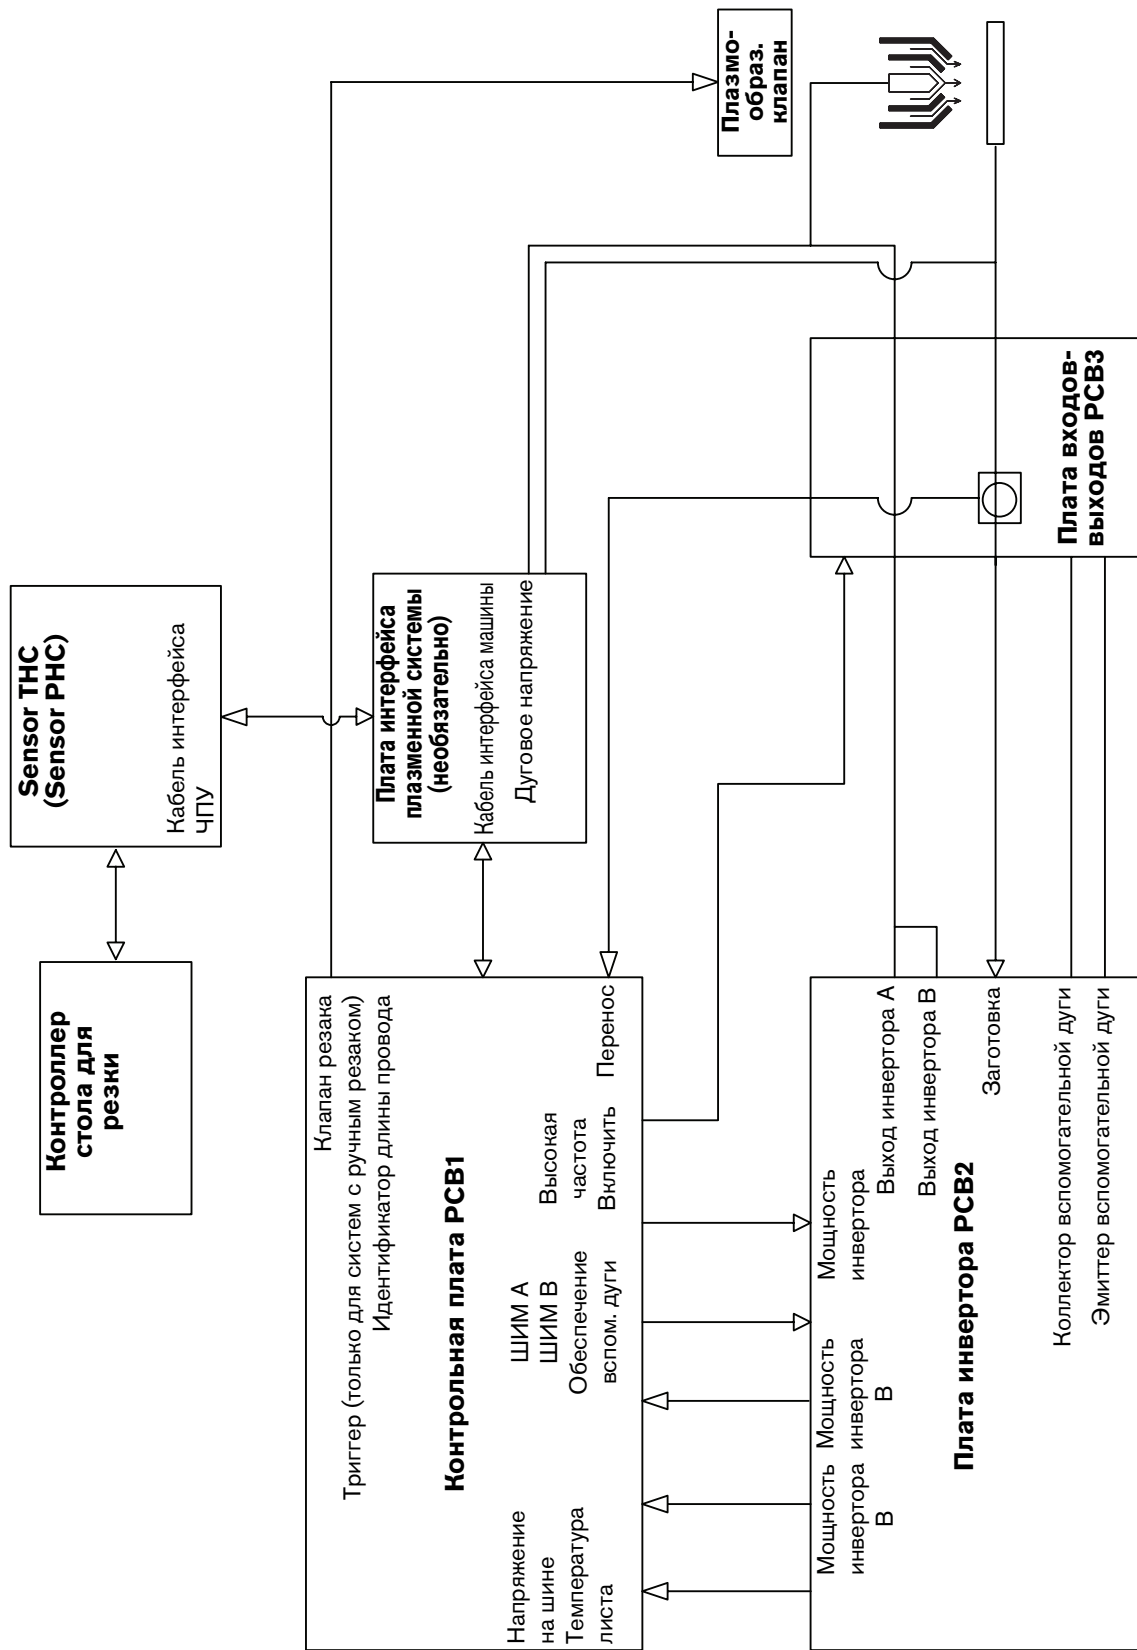 Контроллер
стола для
резки
Sensor THC
(Sensor PHC)
Кабель интерфейса
ЧПУ
Плазмо-
образ.
клапан
Плата интерфейса
плазменной системы
(необязательно)
Кабель интерфейса машины
Дуговое напряжение
Клапан резака
Триггер (только для систем с ручным резаком)
Идентификатор длины провода
Контрольная плата PCB1
Напряжение
на шине
Температура
листа
ШИМ A
ШИМ B
Обеспечение
вспом. дуги
Высокая
частота
Включить
Перенос
Плата входов-
выходов PCB3
Мощность
инвертора
B
Мощность
инвертора
B
Мощность
инвертора
Выход инвертора A
Выход инвертора B
Плата инвертора PCB2
Заготовка
Коллектор вспомогательной дуги
Эмиттер вспомогательной дуги